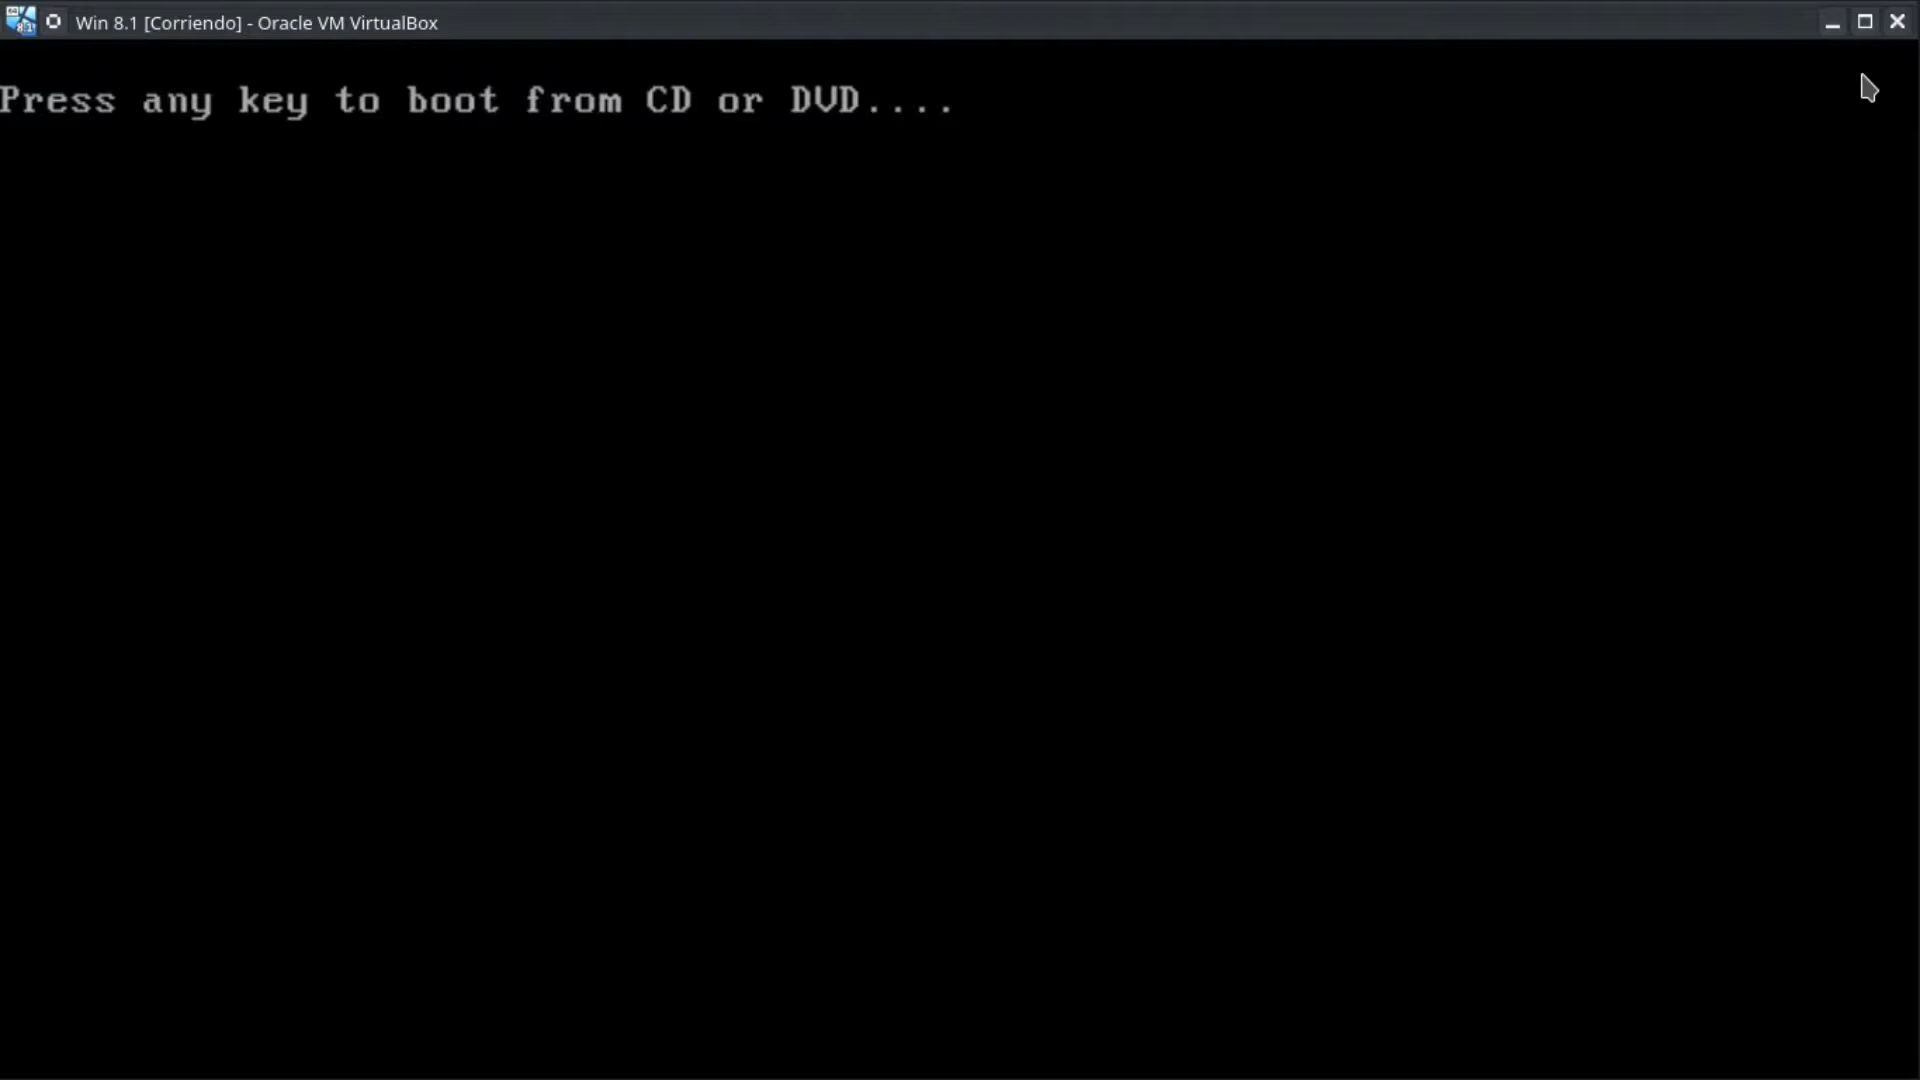 Win 8.1 [Corriendo] - Oracle VM VirtualBox
Press any key to boot from CD or DVD....